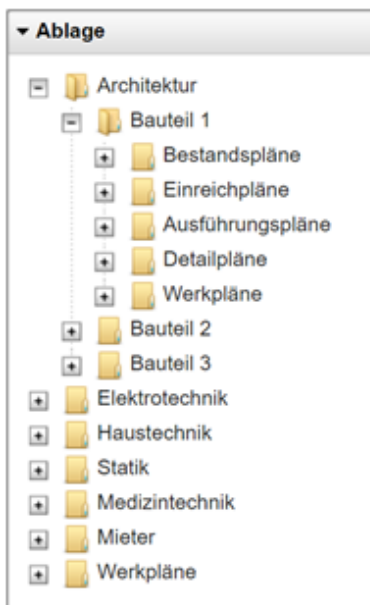 Ablage
Architektur
Bauteil 1
Bestandspläne
Einreichpläne
Ausführungspläne
Detailpläne
Werkpläne
Bauteil 2
Bauteil 3
Elektrotechnik
Haustechnik
Statik
Medizintechnik
Mieter
Werkpläne